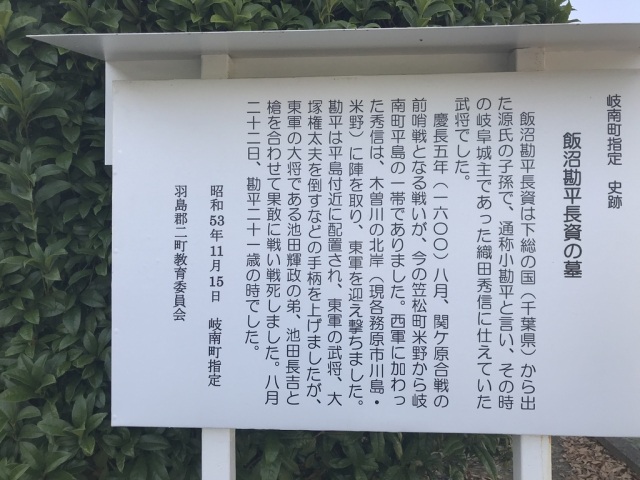 岐南町指定　史跡
飯沼勘平長資の墓
飯沼勘平長資は下総の国（千葉県）から出
た源氏の子孫で、通称小勘平と言い、その時
の岐阜城主であった織田秀信に仕えていた
武将でした。
慶長五年（一六〇〇）八月、関ケ原合戦の
前哨戦となる戦いが、今の笠松町米野から岐
南町平島の一帯でありました。西軍に加わっ
た秀信は、木曽川の北岸（現各務原市川島・
米野）に陣を取り、東軍を迎え撃ちました。
勘平は平島付近に配置され、東軍の武将、大
塚権太夫を倒すなどの手柄を上げましたが、
東軍の大将である池田輝政の弟、池田長吉と
槍を合わせて果敢に戦い戦死しました。八月
二十二日、勘平二十一歳の時でした。
昭和53年11月15日　岐南町指定
羽島郡二町教育委員会